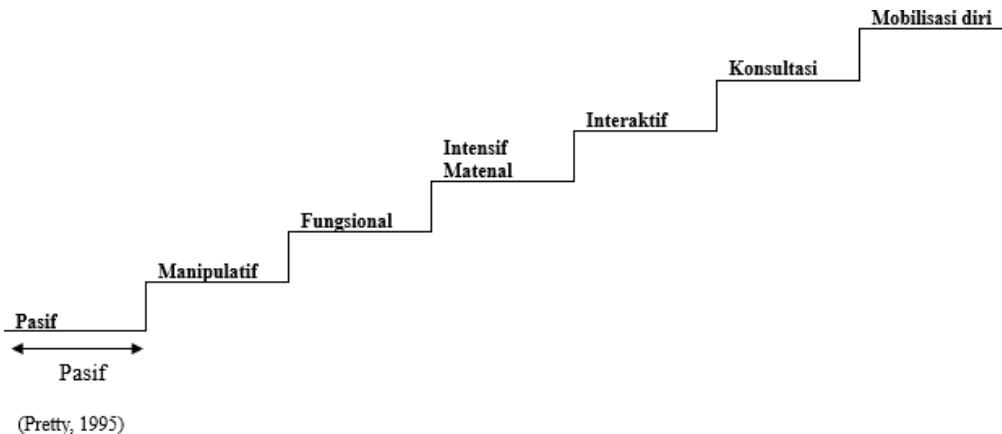 Mobilisasi diri
Konsultasi
Interaktif
Intensif
Matenal
Fungsional
Manipulatif
Pasif
Pasif
(Pretty, 1995)